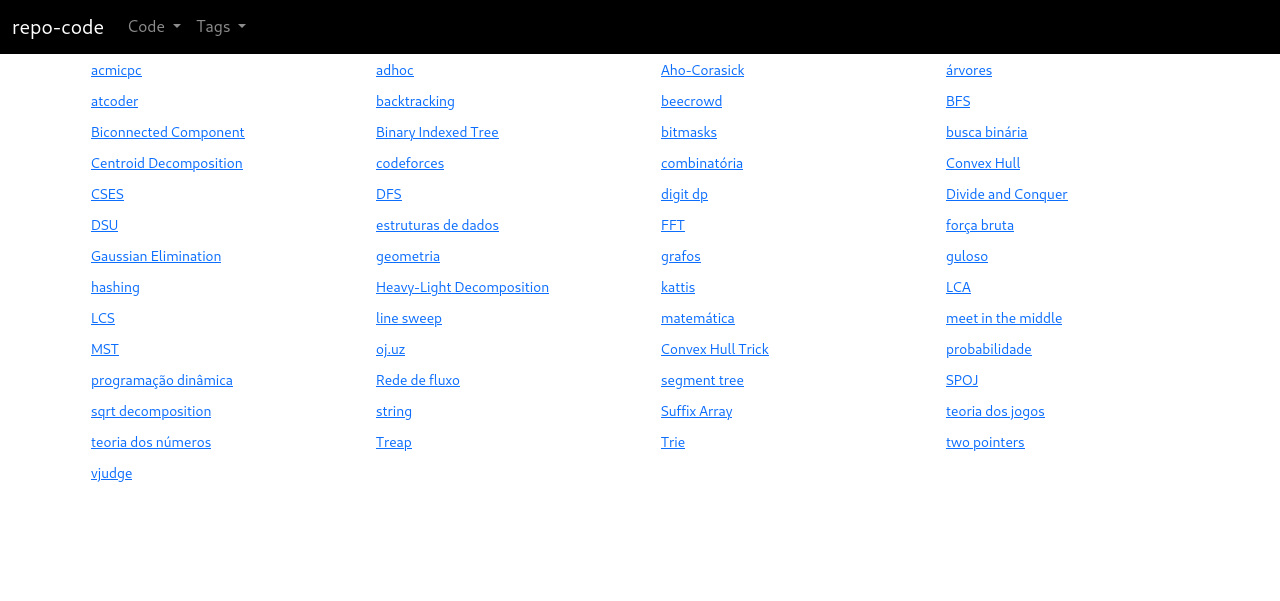 repo-code Code Tags
acmicpc adhoc Aho-Corasick árvores
atcoder backtracking beecrowd BFS
Biconnected Component Binary Indexed Tree bitmasks busca binária
Centroid Decomposition codeforces combinatória Convex Hull
CSES DFS digit dp Divide and Conquer
DSU estruturas de dados FFT força bruta
Gaussian Elimination geometria grafos guloso
hashing Heavy-Light Decomposition kattis LCA
LCS line sweep matemática meet in the middle
MST oj.uz Convex Hull Trick probabilidade
programação dinâmica Rede de fluxo segment tree SPOJ
sqrt decomposition string Suffix Array teoria dos jogos
teoria dos números Treap Trie two pointers
vjudge